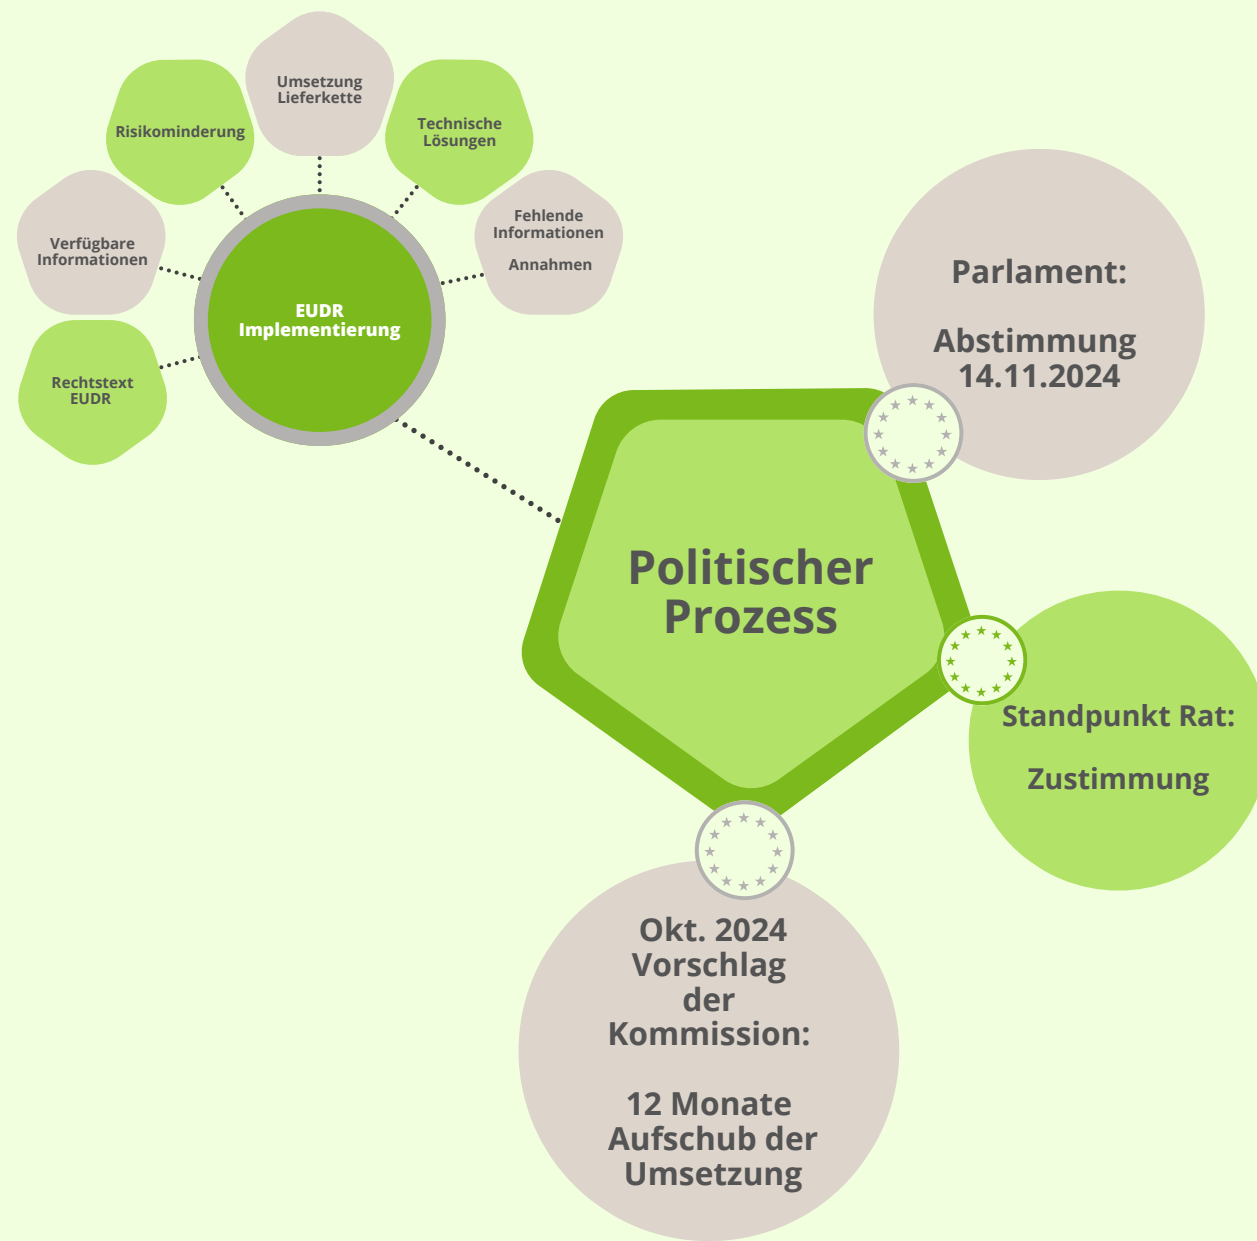 Umsetzung
Lieferkette
Risikominderung
Technische
Lösungen
Verfügbare
Informationen
Fehlende
Informationen
Annahmen
EUDR
Implementierung
Rechtstext
EUDR
Parlament:
Abstimmung
14.11.2024
Politischer
Prozess
Standpunkt Rat:
Zustimmung
Okt. 2024
Vorschlag
der
Kommission:
12 Monate
Aufschub der
Umsetzung